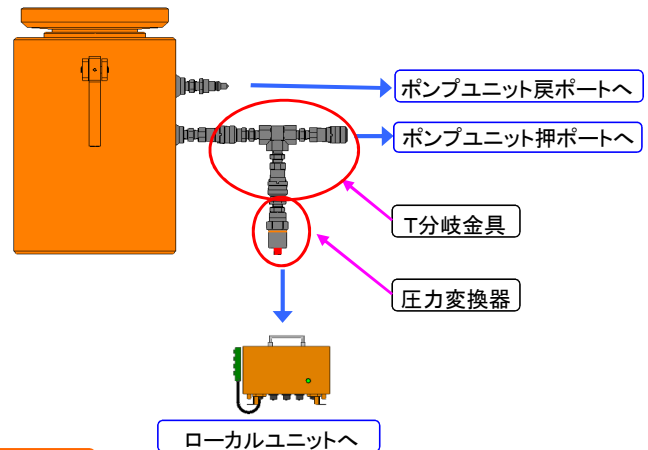 ポンプユニット戻ポートへ
ポンプユニット押ポートへ
T分岐金具
圧力変換器
ローカルユニットへ